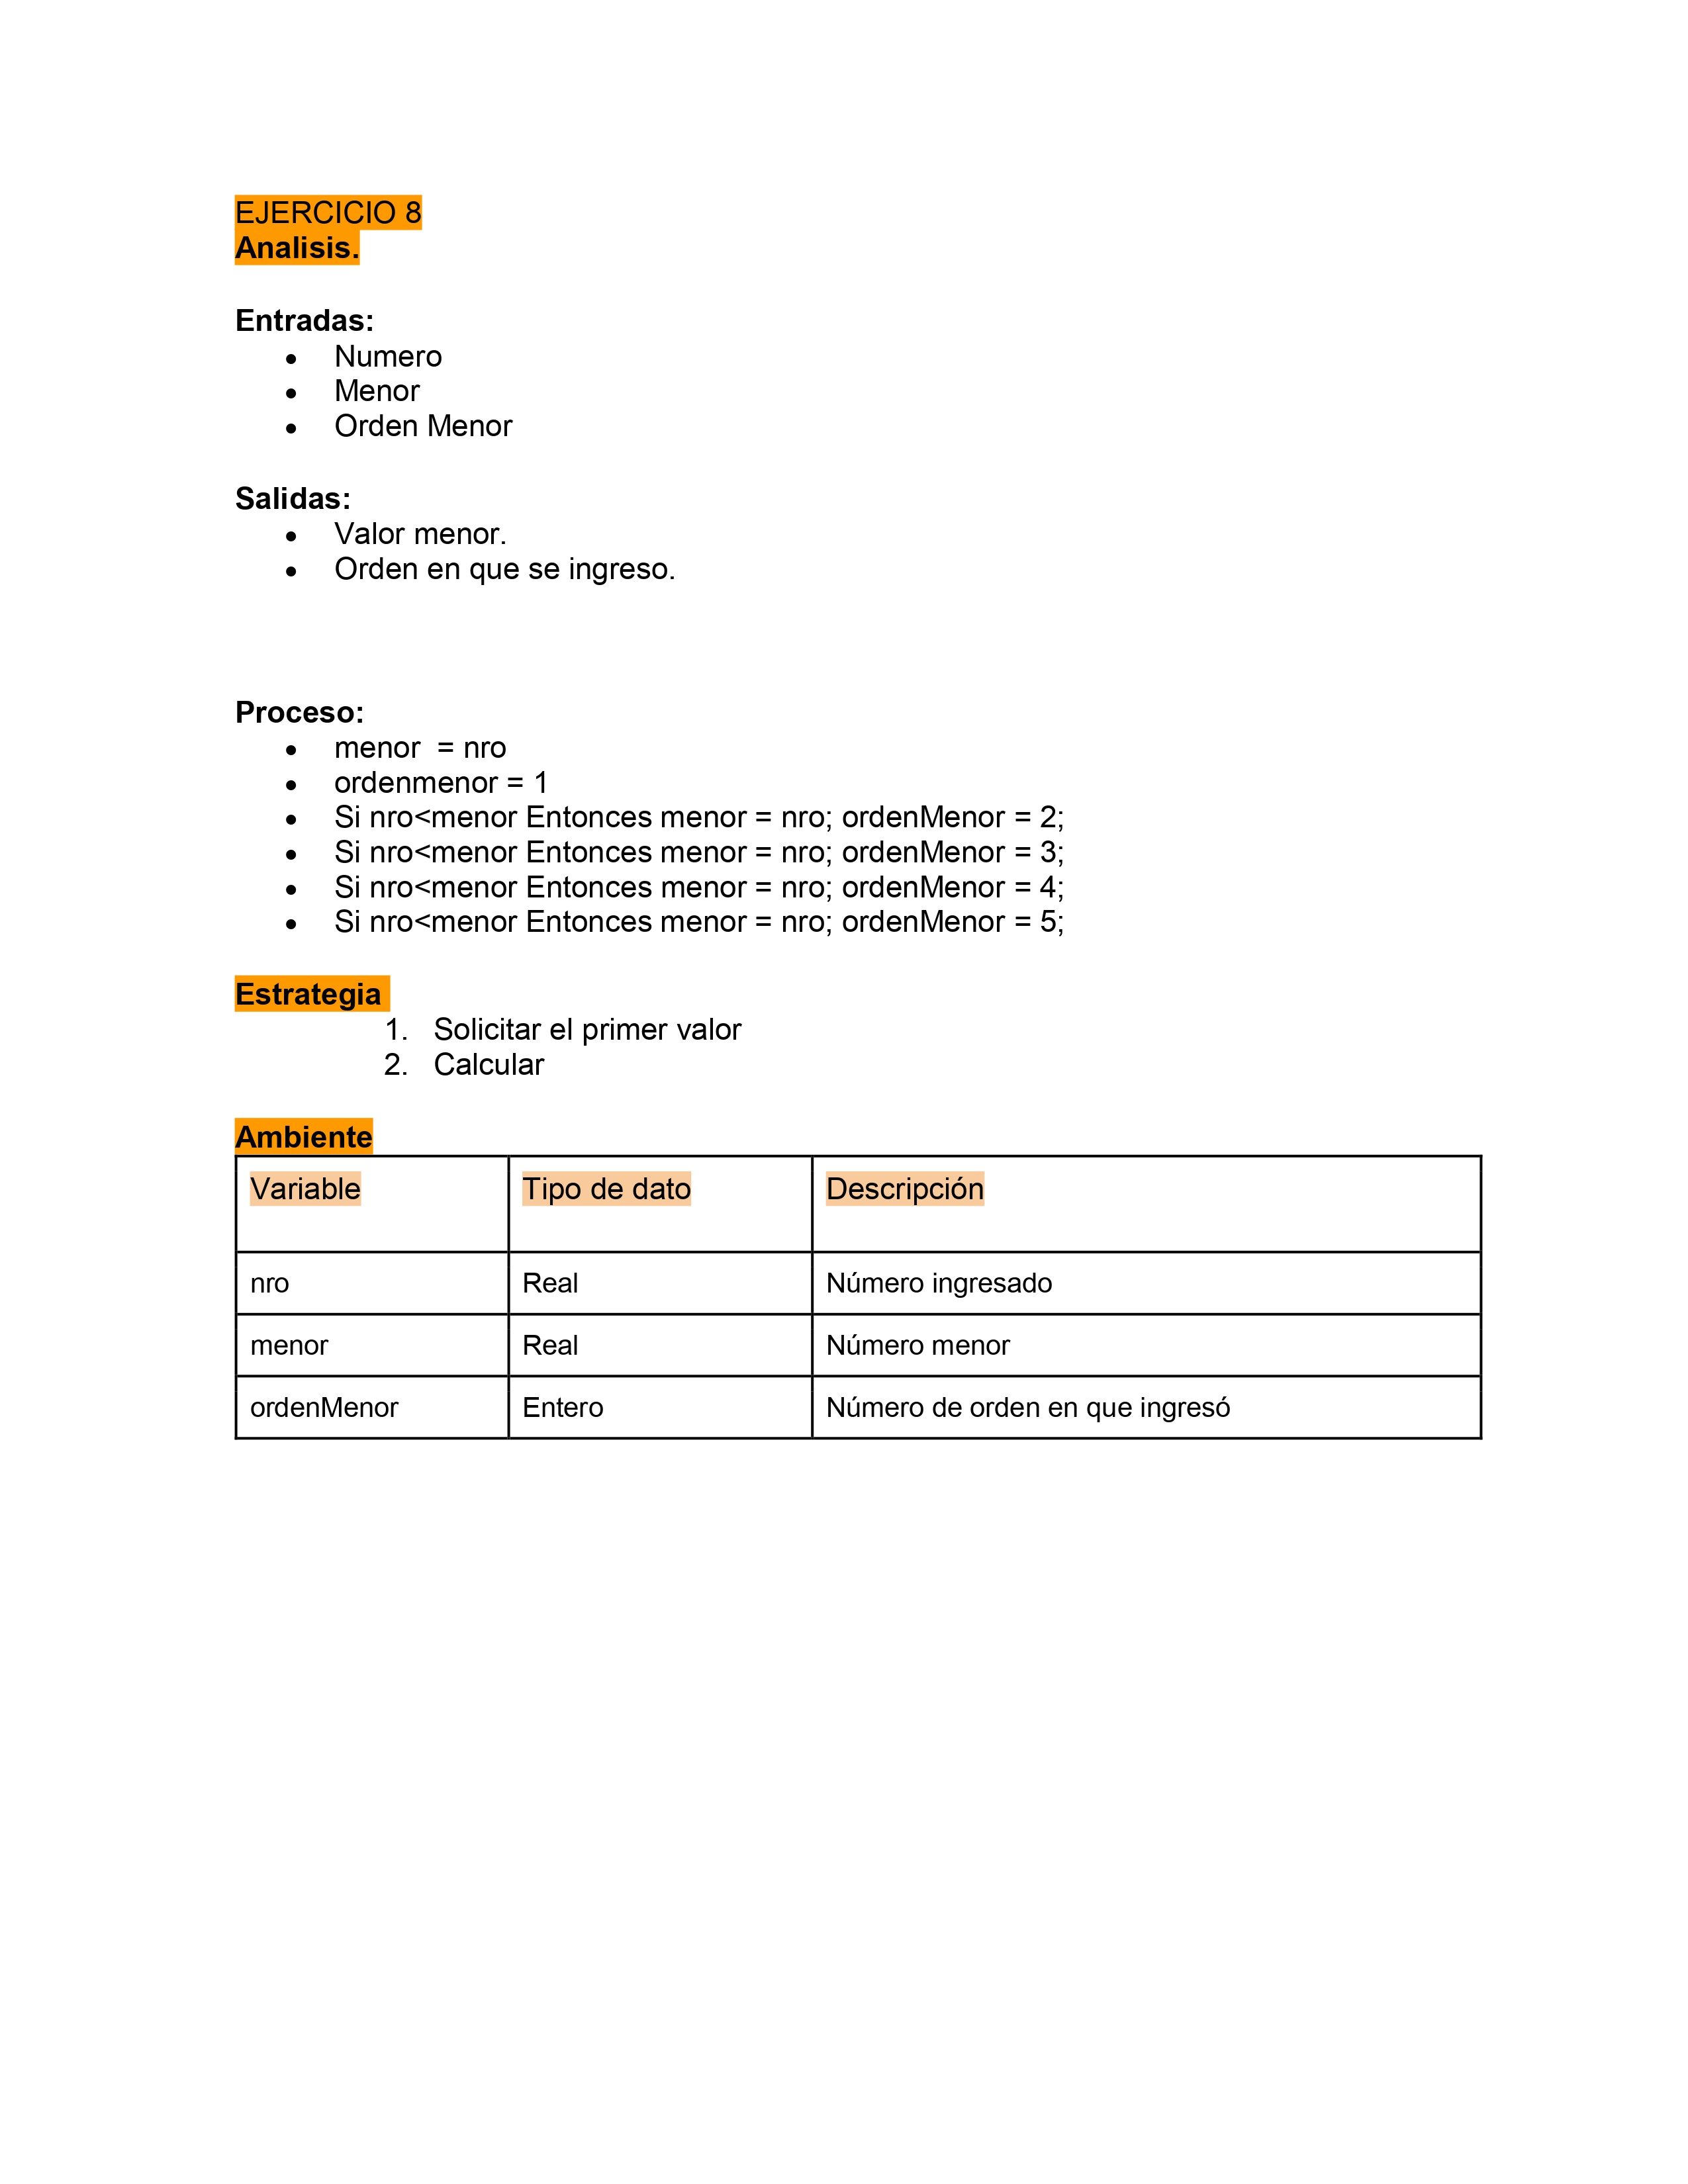 EJERCICIO 8
Analisis.
Entradas:
• Numero
• Menor
• Orden Menor
Salidas:
• Valor menor.
• Orden en que se ingreso.
Proceso:
• menor  = nro
• ordenmenor = 1
• Si nro<menor Entonces menor = nro; ordenMenor = 2;
• Si nro<menor Entonces menor = nro; ordenMenor = 3;
• Si nro<menor Entonces menor = nro; ordenMenor = 4;
• Si nro<menor Entonces menor = nro; ordenMenor = 5;
Estrategia
1. Solicitar el primer valor
2. Calcular
Ambiente
Variable Tipo de dato Descripción
nro Real Número ingresado
menor Real Número menor
ordenMenor Entero Número de orden en que ingresó